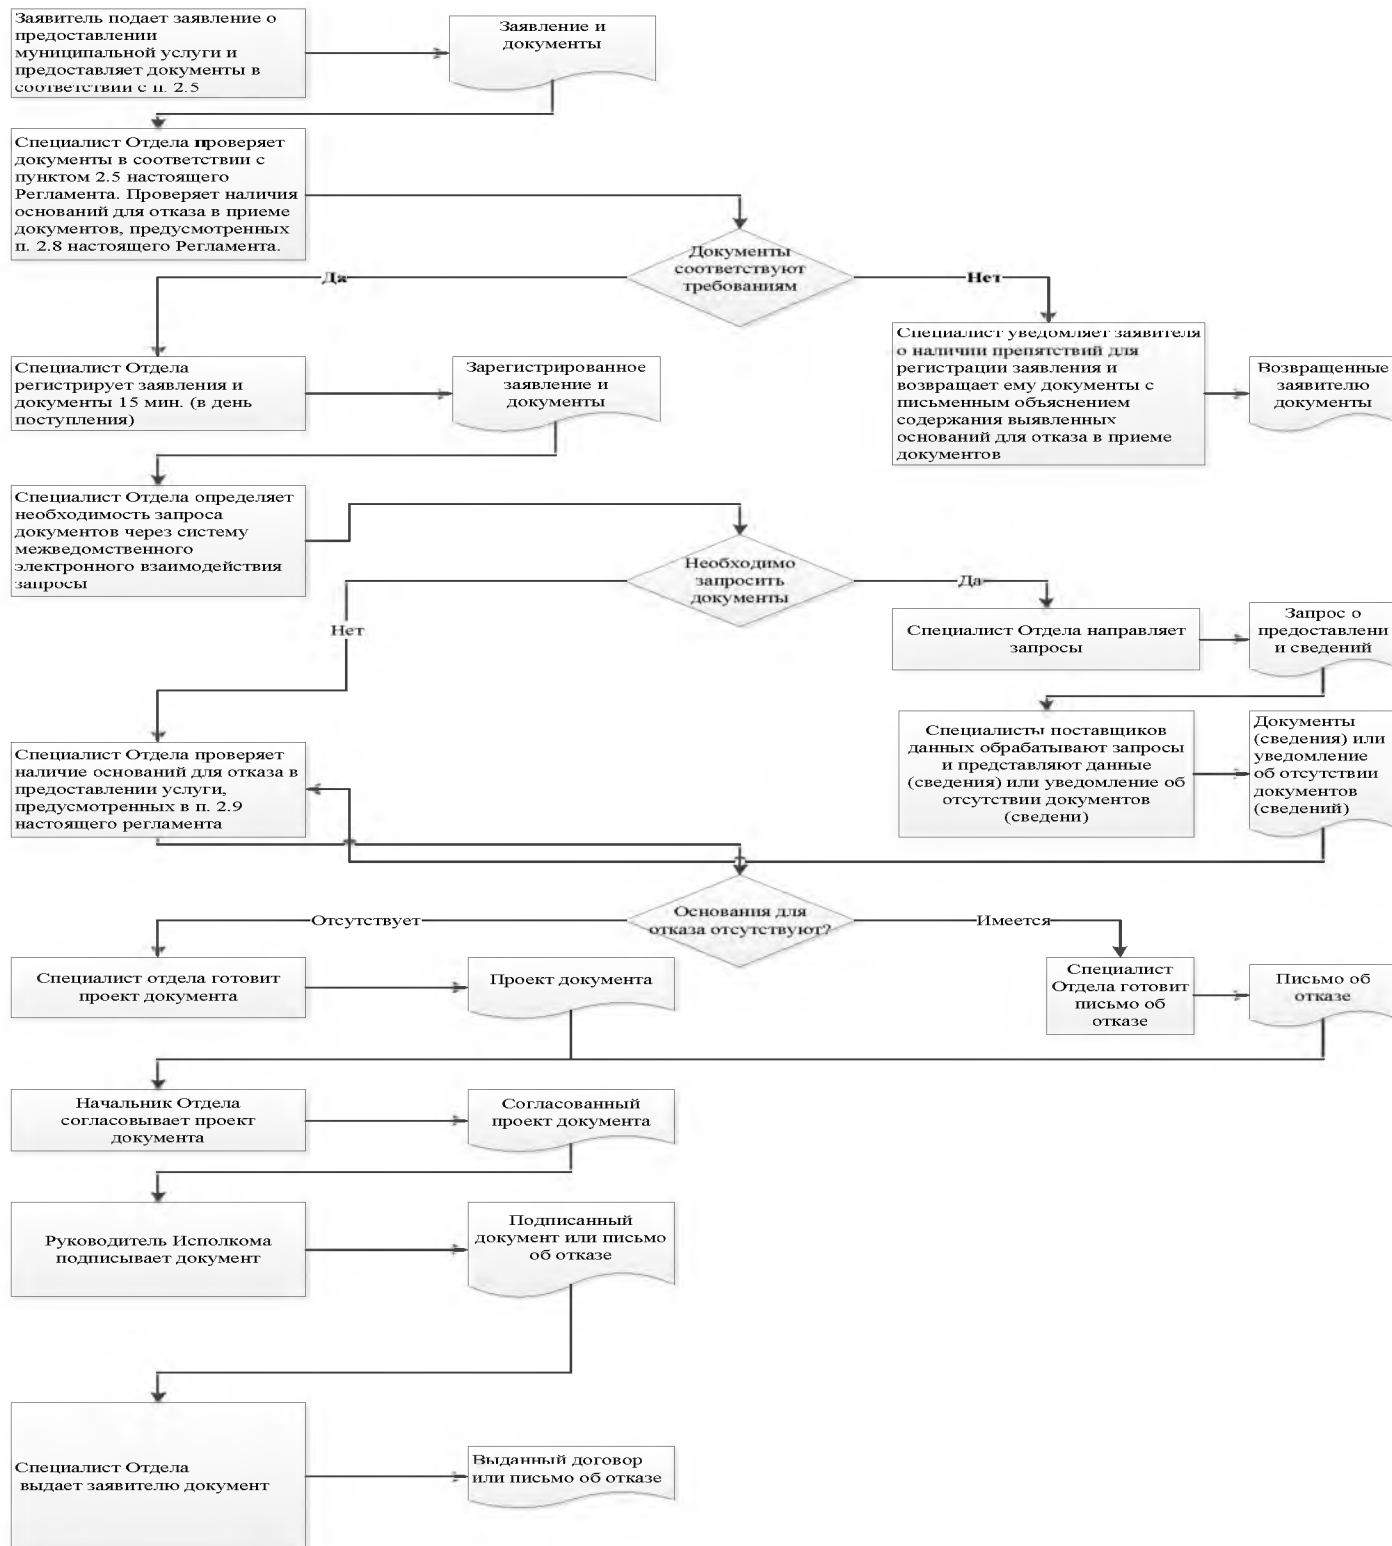 Заявитель подает заявление о
предоставлении
муниципальной услуги и
предоставляет документы в
соответствии с п. 2.5
Заявление и
документы
Специалист Отдела проверяет
документы в соответствии с
пунктом 2.5 настоящего
Регламента. Проверяет наличия
оснований для отказа в приеме
документов, предусмотренных
п. 2.8 настоящего Регламента.
Документы
соответствуют
требованиям
Да
Нет
Специалист Отдела
регистрирует заявления и
документы 15 мин. (в день
поступления)
Зарегистрированное
заявление и
документы
Специалист уведомляет заявителя
о наличии препятствий для
регистрации заявления и
возвращает ему документы с
письменным объяснением
содержания выявленных
оснований для отказа в приеме
документов
Возвращенные
заявителю
документы
Специалист Отдела определяет
необходимость запроса
документов через систему
межведомственного
электронного взаимодействия
запросы
Необходимо
запросить
документы
Да
Нет
Специалист Отдела направляет
запросы
Запрос о
предоставлени
и сведений
Специалисты поставщиков
данных обрабатывают запросы
и представляют данные
(сведения) или уведомление об
отсутствии документов
(сведени)
Документы
(сведения) или
уведомление
об отсутствии
документов
(сведений)
Специалист Отдела проверяет
наличие оснований для отказа в
предоставлении услуги,
предусмотренных в п. 2.9
настоящего регламента
Основания для
отказа отсутствуют?
Отсутствует
Имеется
Специалист отдела готовит
проект документа
Проект документа
Специалист
Отдела готовит
письмо об
отказе
Письмо об
отказе
Начальник Отдела
согласовывает проект
документа
Согласованный
проект документа
Руководитель Исполкома
подписывает документ
Подписанный
документ или письмо
об отказе
Специалист Отдела
выдает заявителю документ
Выданный договор
или письмо об отказе